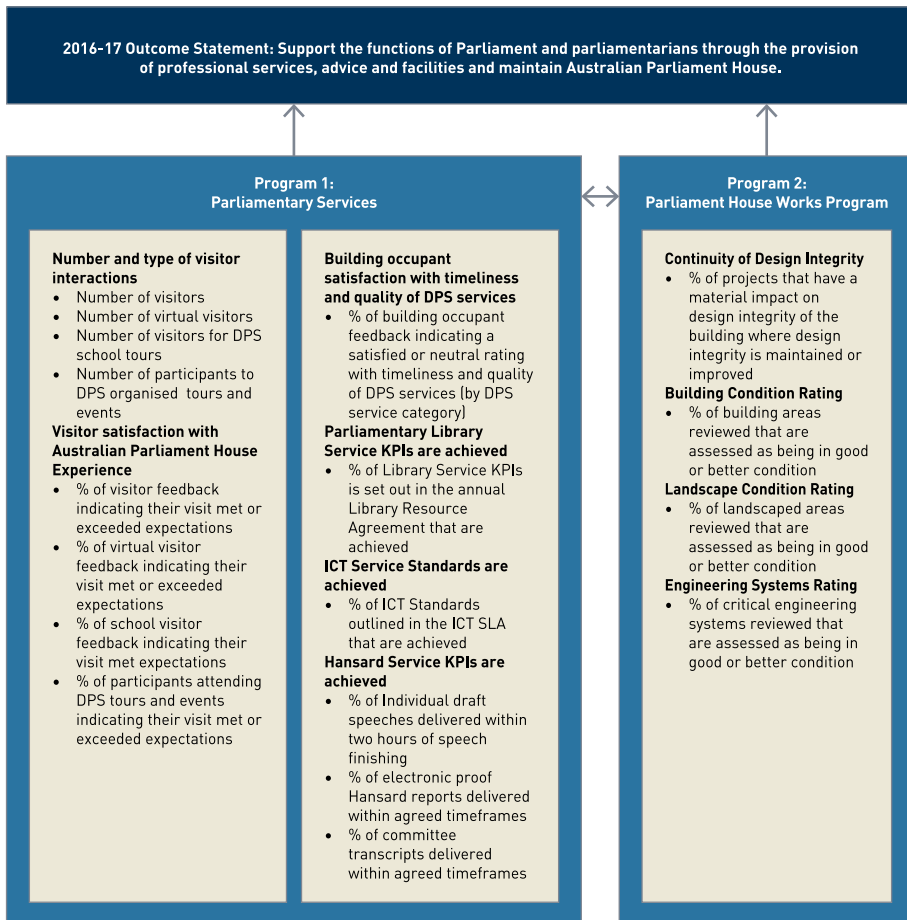 2016-17 Outcome Statement: Support the functions of Parliament and parliamentarians through the provision
of professional services, advice and facilities and maintain Australian Parliament House.
Program 1:
Parliamentary Services
Number and type of visitor
interactions
• Number of visitors
• Number of virtual visitors
• Number of visitors for DPS
school tours
• Number of participants to
DPS organised tours and
events
Visitor satisfaction with
Australian Parliament House
Experience
• % of visitor feedback
indicating their visit met or
exceeded expectations
• % of virtual visitor
feedback indicating their
visit met or exceeded
expectations
• % of school visitor
feedback indicating their
visit met expectations
• % of participants attending
DPS tours and events
indicating their visit met or
exceeded expectations
Building occupant
satisfaction with timeliness
and quality of DPS services
• % of building occupant
feedback indicating a
satisfied or neutral rating
with timeliness and quality
of DPS services (by DPS
service category)
Parliamentary Library
Service KPIs are achieved
• % of Library Service KPIs
is set out in the annual
Library Resource
Agreement that are
achieved
ICT Service Standards are
achieved
• % of ICT Standards
outlined in the ICT SLA
that are achieved
Hansard Service KPIs are
achieved
• % of Individual draft
speeches delivered within
two hours of speech
finishing
• % of electronic proof
Hansard reports delivered
within agreed timeframes
• % of committee
transcripts delivered
within agreed timeframes
Program 2:
Parliament House Works Program
Continuity of Design Integrity
• % of projects that have a
material impact on
design integrity of the
building where design
integrity is maintained or
improved
Building Condition Rating
• % of building areas
reviewed that are
assessed as being in good
or better condition
Landscape Condition Rating
• % of landscaped areas
reviewed that are
assessed as being in good
or better condition
Engineering Systems Rating
• % of critical engineering
systems reviewed that
are assessed as being in
good or better condition